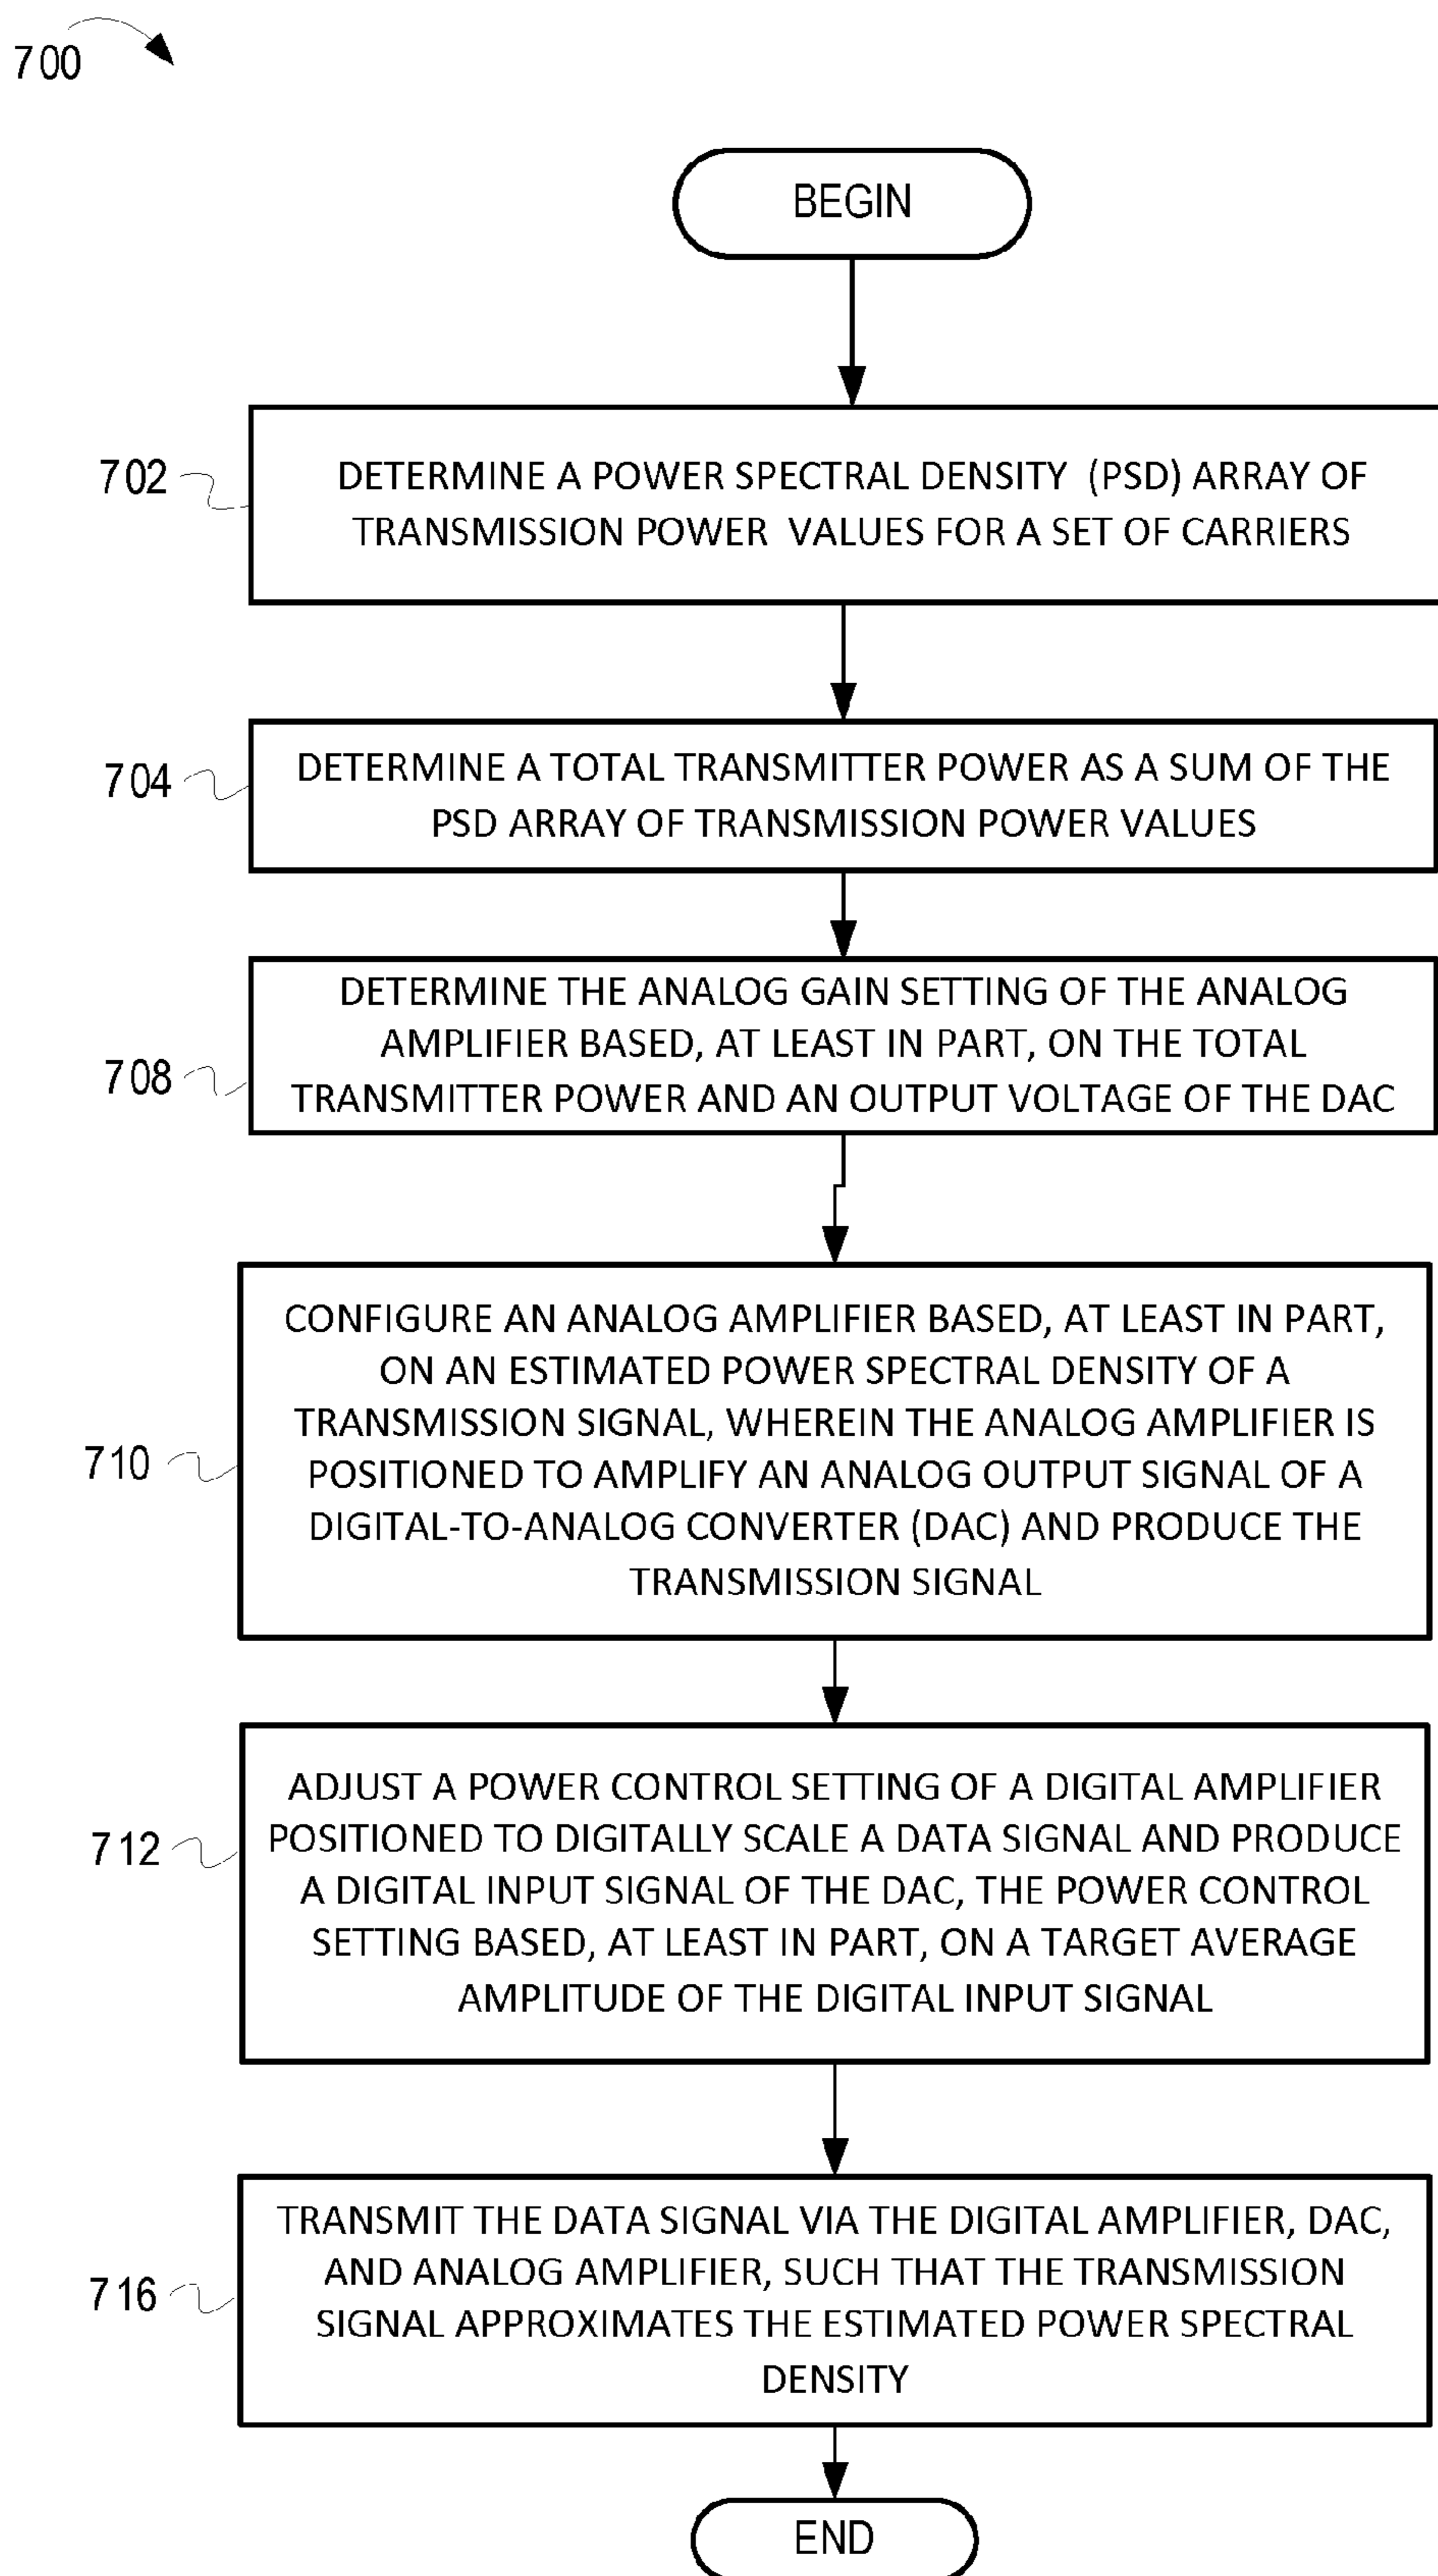 700
BEGIN
702
DETERMINE A POWER SPECTRAL DENSITY (PSD) ARRAY OF
TRANSMISSION POWER VALUES FOR A SET OF CARRIERS
704
DETERMINE A TOTAL TRANSMITTER POWER AS A SUM OF THE
PSD ARRAY OF TRANSMISSION POWER VALUES
708
DETERMINE THE ANALOG GAIN SETTING OF THE ANALOG
AMPLIFIER BASED, AT LEAST IN PART, ON THE TOTAL
TRANSMITTER POWER AND AN OUTPUT VOLTAGE OF THE DAC
710
CONFIGURE AN ANALOG AMPLIFIER BASED, AT LEAST IN PART,
ON AN ESTIMATED POWER SPECTRAL DENSITY OF A
TRANSMISSION SIGNAL, WHEREIN THE ANALOG AMPLIFIER IS
POSITIONED TO AMPLIFY AN ANALOG OUTPUT SIGNAL OF A
DIGITAL-TO-ANALOG CONVERTER (DAC) AND PRODUCE THE
TRANSMISSION SIGNAL
712
ADJUST A POWER CONTROL SETTING OF A DIGITAL AMPLIFIER
POSITIONED TO DIGITALLY SCALE A DATA SIGNAL AND PRODUCE
A DIGITAL INPUT SIGNAL OF THE DAC, THE POWER CONTROL
SETTING BASED, AT LEAST IN PART, ON A TARGET AVERAGE
AMPLITUDE OF THE DIGITAL INPUT SIGNAL
716
TRANSMIT THE DATA SIGNAL VIA THE DIGITAL AMPLIFIER, DAC,
AND ANALOG AMPLIFIER, SUCH THAT THE TRANSMISSION
SIGNAL APPROXIMATES THE ESTIMATED POWER SPECTRAL
DENSITY
END